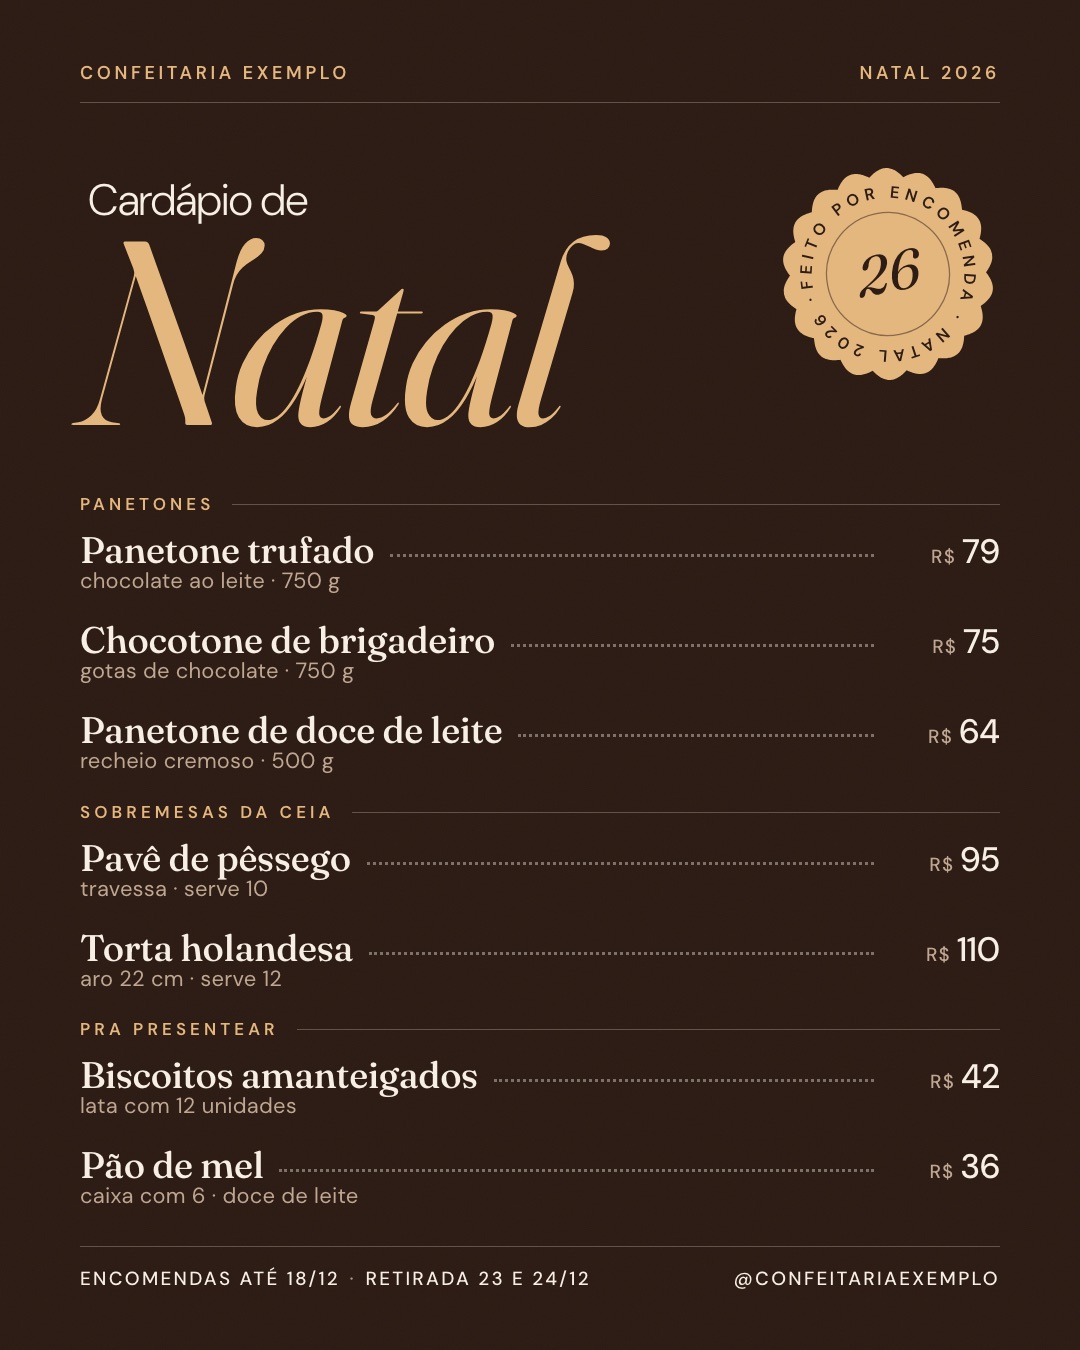 CONFEITARIA EXEMPLO
NATAL 2026
Cardápio de
Natal
FEITO POR ENCOMENDA · NATAL 2026 ·
26
PANETONES
Panetone trufado R$ 79
chocolate ao leite · 750 g
Chocotone de brigadeiro R$ 75
gotas de chocolate · 750 g
Panetone de doce de leite R$ 64
recheio cremoso · 500 g
SOBREMESAS DA CEIA
Pavê de pêssego R$ 95
travessa · serve 10
Torta holandesa R$ 110
aro 22 cm · serve 12
PRA PRESENTEAR
Biscoitos amanteigados R$ 42
lata com 12 unidades
Pão de mel R$ 36
caixa com 6 · doce de leite
ENCOMENDAS ATÉ 18/12 · RETIRADA 23 E 24/12
@CONFEITARIAEXEMPLO